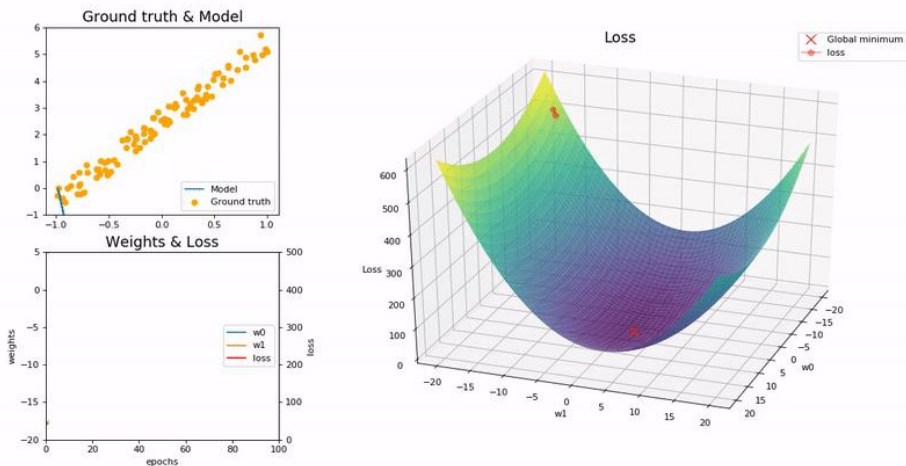 Ground truth & Model
6
5
4
3
2
1
0
−1
−1.0 −0.5 0.0 0.5 1.0
Model
Ground truth
Weights & Loss
5
0
−5
−10
−15
−20
weights
500
400
300
200
100
0
loss
w0
w1
loss
0 20 40 60 80 100
epochs
Loss
Global minimum
loss
600
500
400
300
200
100
0
Loss
−20 −15 −10 −5 0 5 10 15 20
w1
−20
−15
−10
−5
0
5
10
15
20
w0